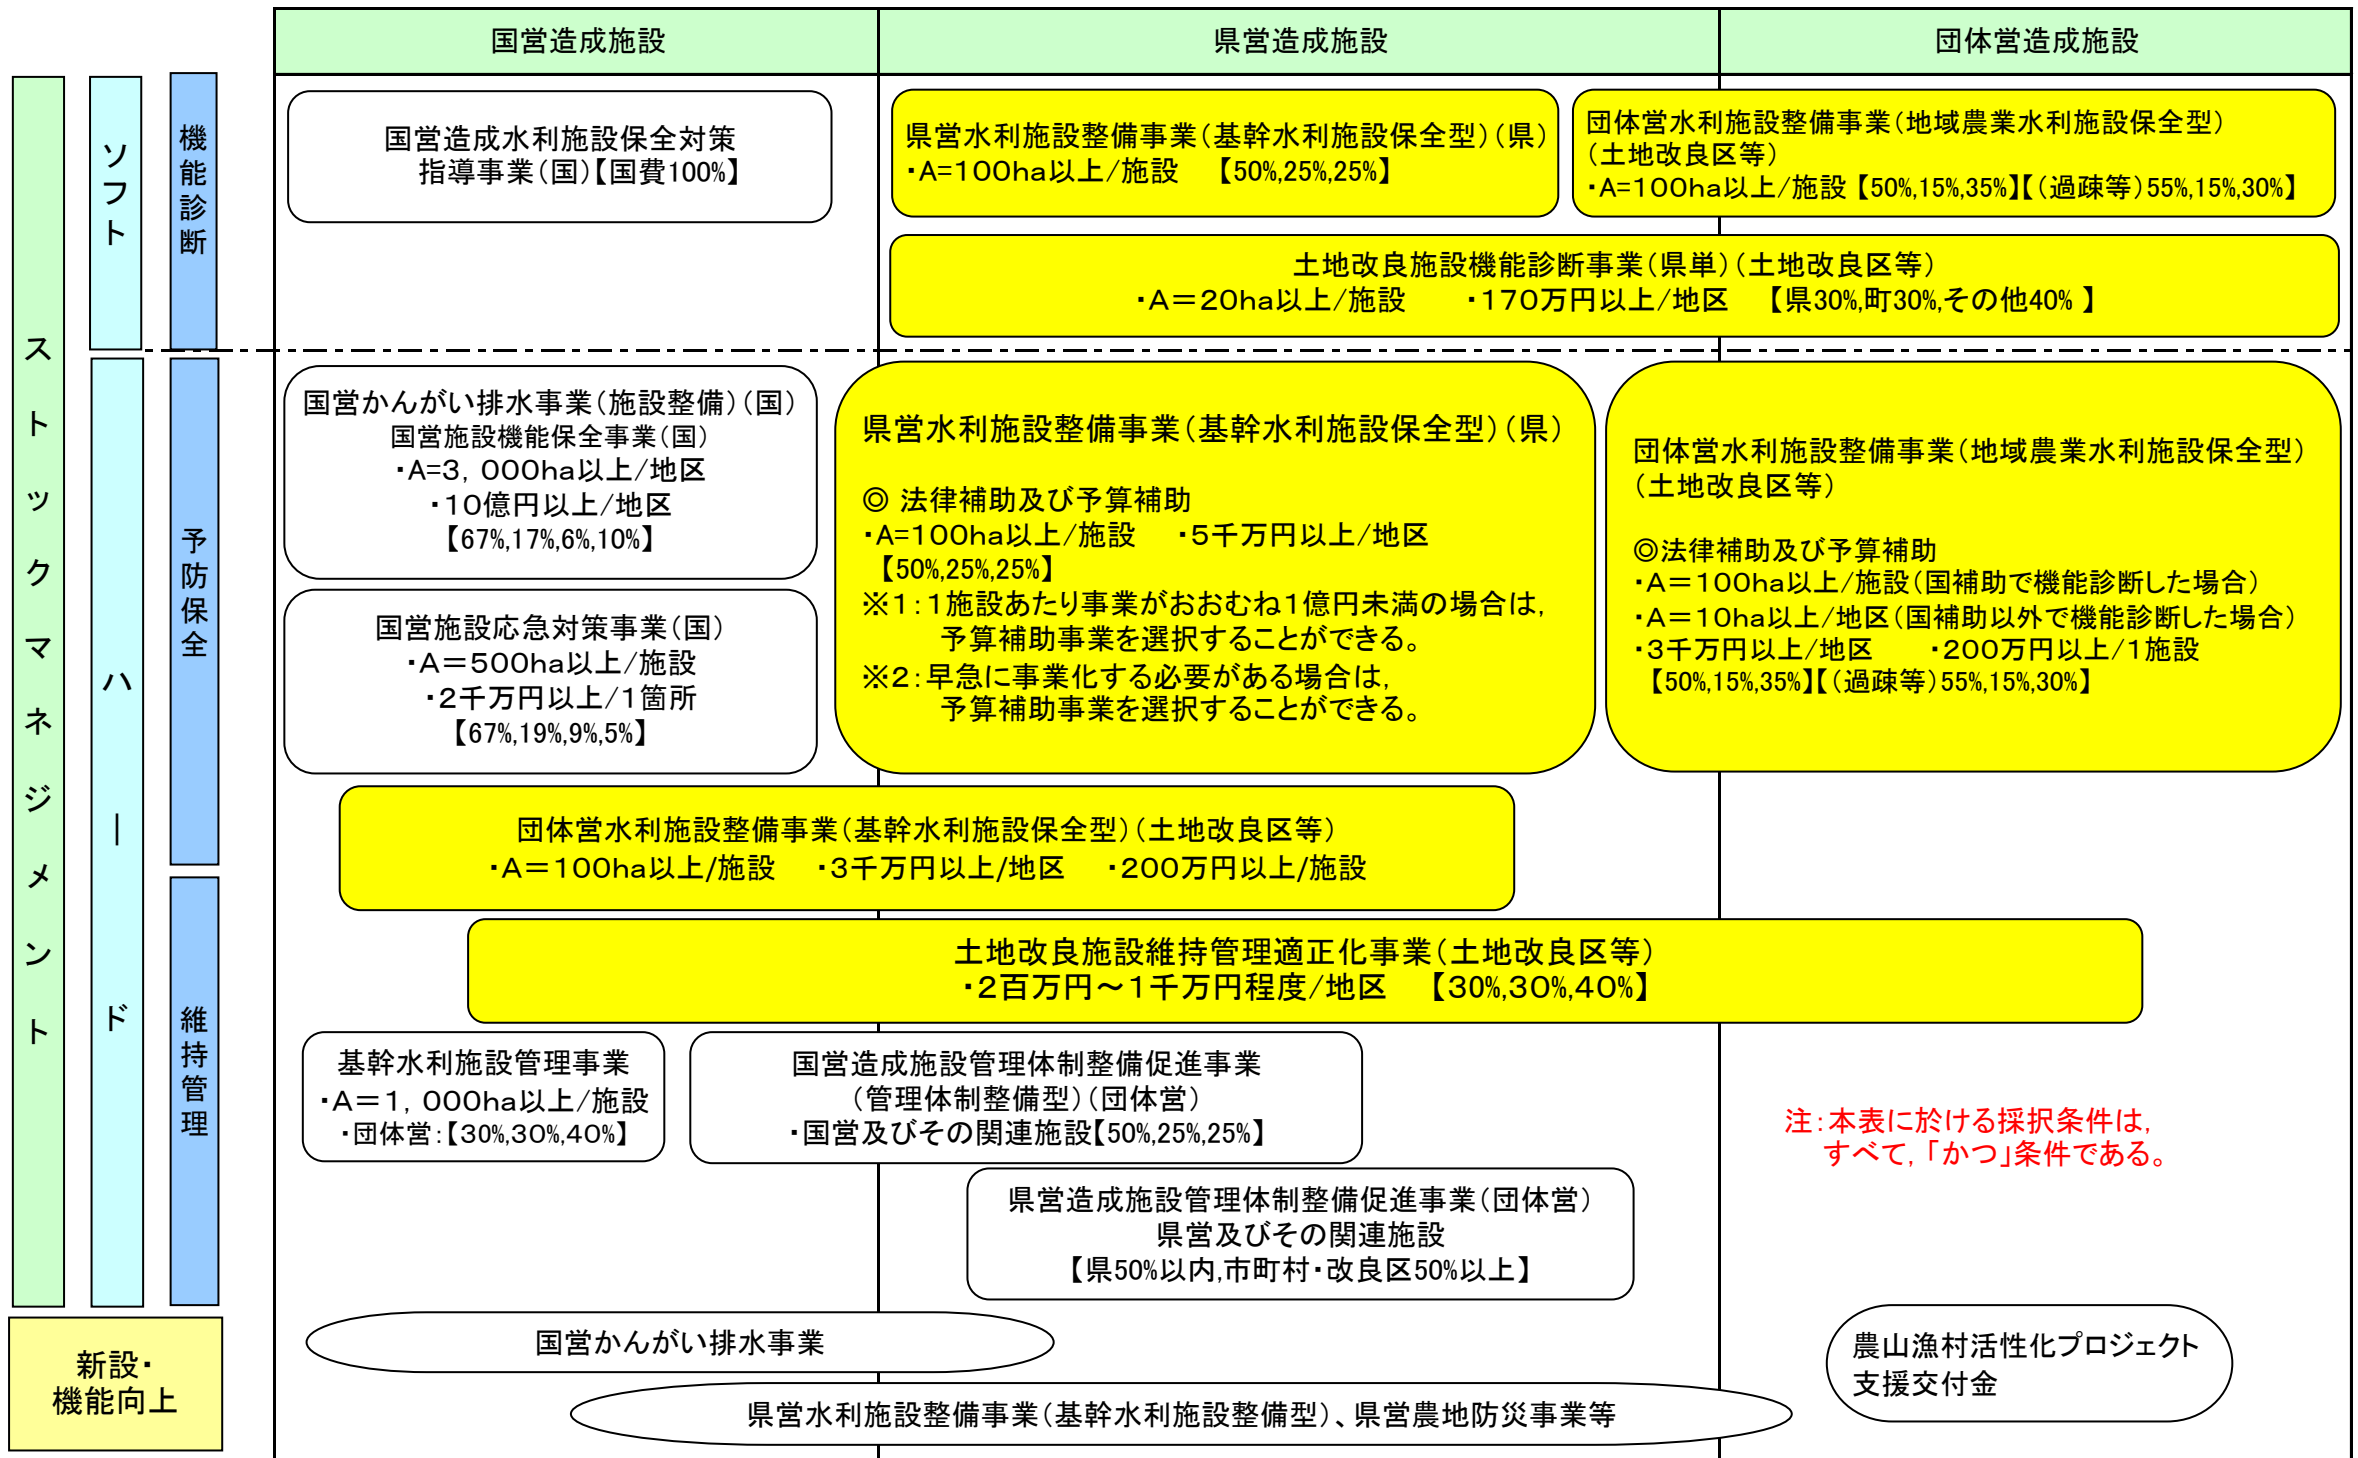 国営造成施設
県営造成施設
団体営造成施設
ストックマネジメント
ソフト
機能診断
国営造成水利施設保全対策
指導事業(国)【国費100%】
県営水利施設整備事業(基幹水利施設保全型)(県)
・A=100ha以上/施設 【50%,25%,25%】
団体営水利施設整備事業(地域農業水利施設保全型)
(土地改良区等)
・A=100ha以上/施設【50%,15%,35%】【(過疎等)55%,15%,30%】
土地改良施設機能診断事業(県単)(土地改良区等)
・A=20ha以上/施設 ・170万円以上/地区 【県30%,町30%,その他40% 】
ハード
予防保全
国営かんがい排水事業(施設整備)(国)
国営施設機能保全事業(国)
・A=3,000ha以上/地区
・10億円以上/地区
【67%,17%,6%,10%】
国営施設応急対策事業(国)
・A=500ha以上/施設
・2千万円以上/1箇所
【67%,19%,9%,5%】
県営水利施設整備事業(基幹水利施設保全型)(県)
◎ 法律補助及び予算補助
・A=100ha以上/施設 ・5千万円以上/地区
【50%,25%,25%】
※1:1施設あたり事業がおおむね1億円未満の場合は,
予算補助事業を選択することができる。
※2:早急に事業化する必要がある場合は,
予算補助事業を選択することができる。
団体営水利施設整備事業(地域農業水利施設保全型)
(土地改良区等)
◎法律補助及び予算補助
・A=100ha以上/施設(国補助で機能診断した場合)
・A=10ha以上/地区(国補助以外で機能診断した場合)
・3千万円以上/地区 ・200万円以上/1施設
【50%,15%,35%】【(過疎等)55%,15%,30%】
団体営水利施設整備事業(基幹水利施設保全型)(土地改良区等)
・A=100ha以上/施設 ・3千万円以上/地区 ・200万円以上/施設
維持管理
土地改良施設維持管理適正化事業(土地改良区等)
・2百万円~1千万円程度/地区 【30%,30%,40%】
基幹水利施設管理事業
・A=1,000ha以上/施設
・団体営:【30%,30%,40%】
国営造成施設管理体制整備促進事業
(管理体制整備型)(団体営)
・国営及びその関連施設【50%,25%,25%】
注:本表に於ける採択条件は,
すべて,「かつ」条件である。
県営造成施設管理体制整備促進事業(団体営)
県営及びその関連施設
【県50%以内,市町村・改良区50%以上】
新設・
機能向上
国営かんがい排水事業
農山漁村活性化プロジェクト
支援交付金
県営水利施設整備事業(基幹水利施設整備型)、県営農地防災事業等